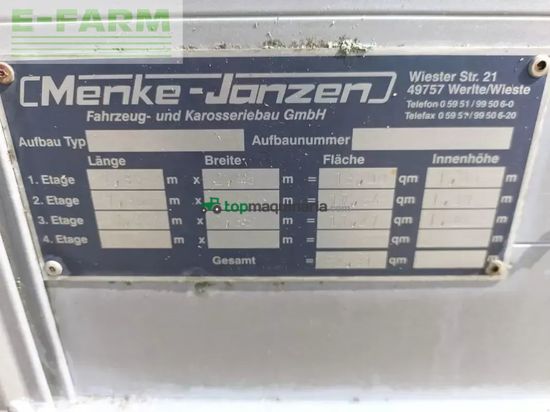 E-FARM
Menke-Janzen
Fahrzeug- und Karosseriebau GmbH
Wiester Str. 21
49757 Werlte/Wieste
Telefon 0 59 51 / 99 50 6-0
Telefax 0 59 5 / 99 50 6-20
Aufbau Typ Aufbaunummer
Länge Breite Fläche Innenhöhe
1. Etage m x m = qm m
2. Etage m x m = qm m
3. Etage m x m = qm m
4. Etage m x m = qm m
Gesamt = qm
topmaquinaria.com